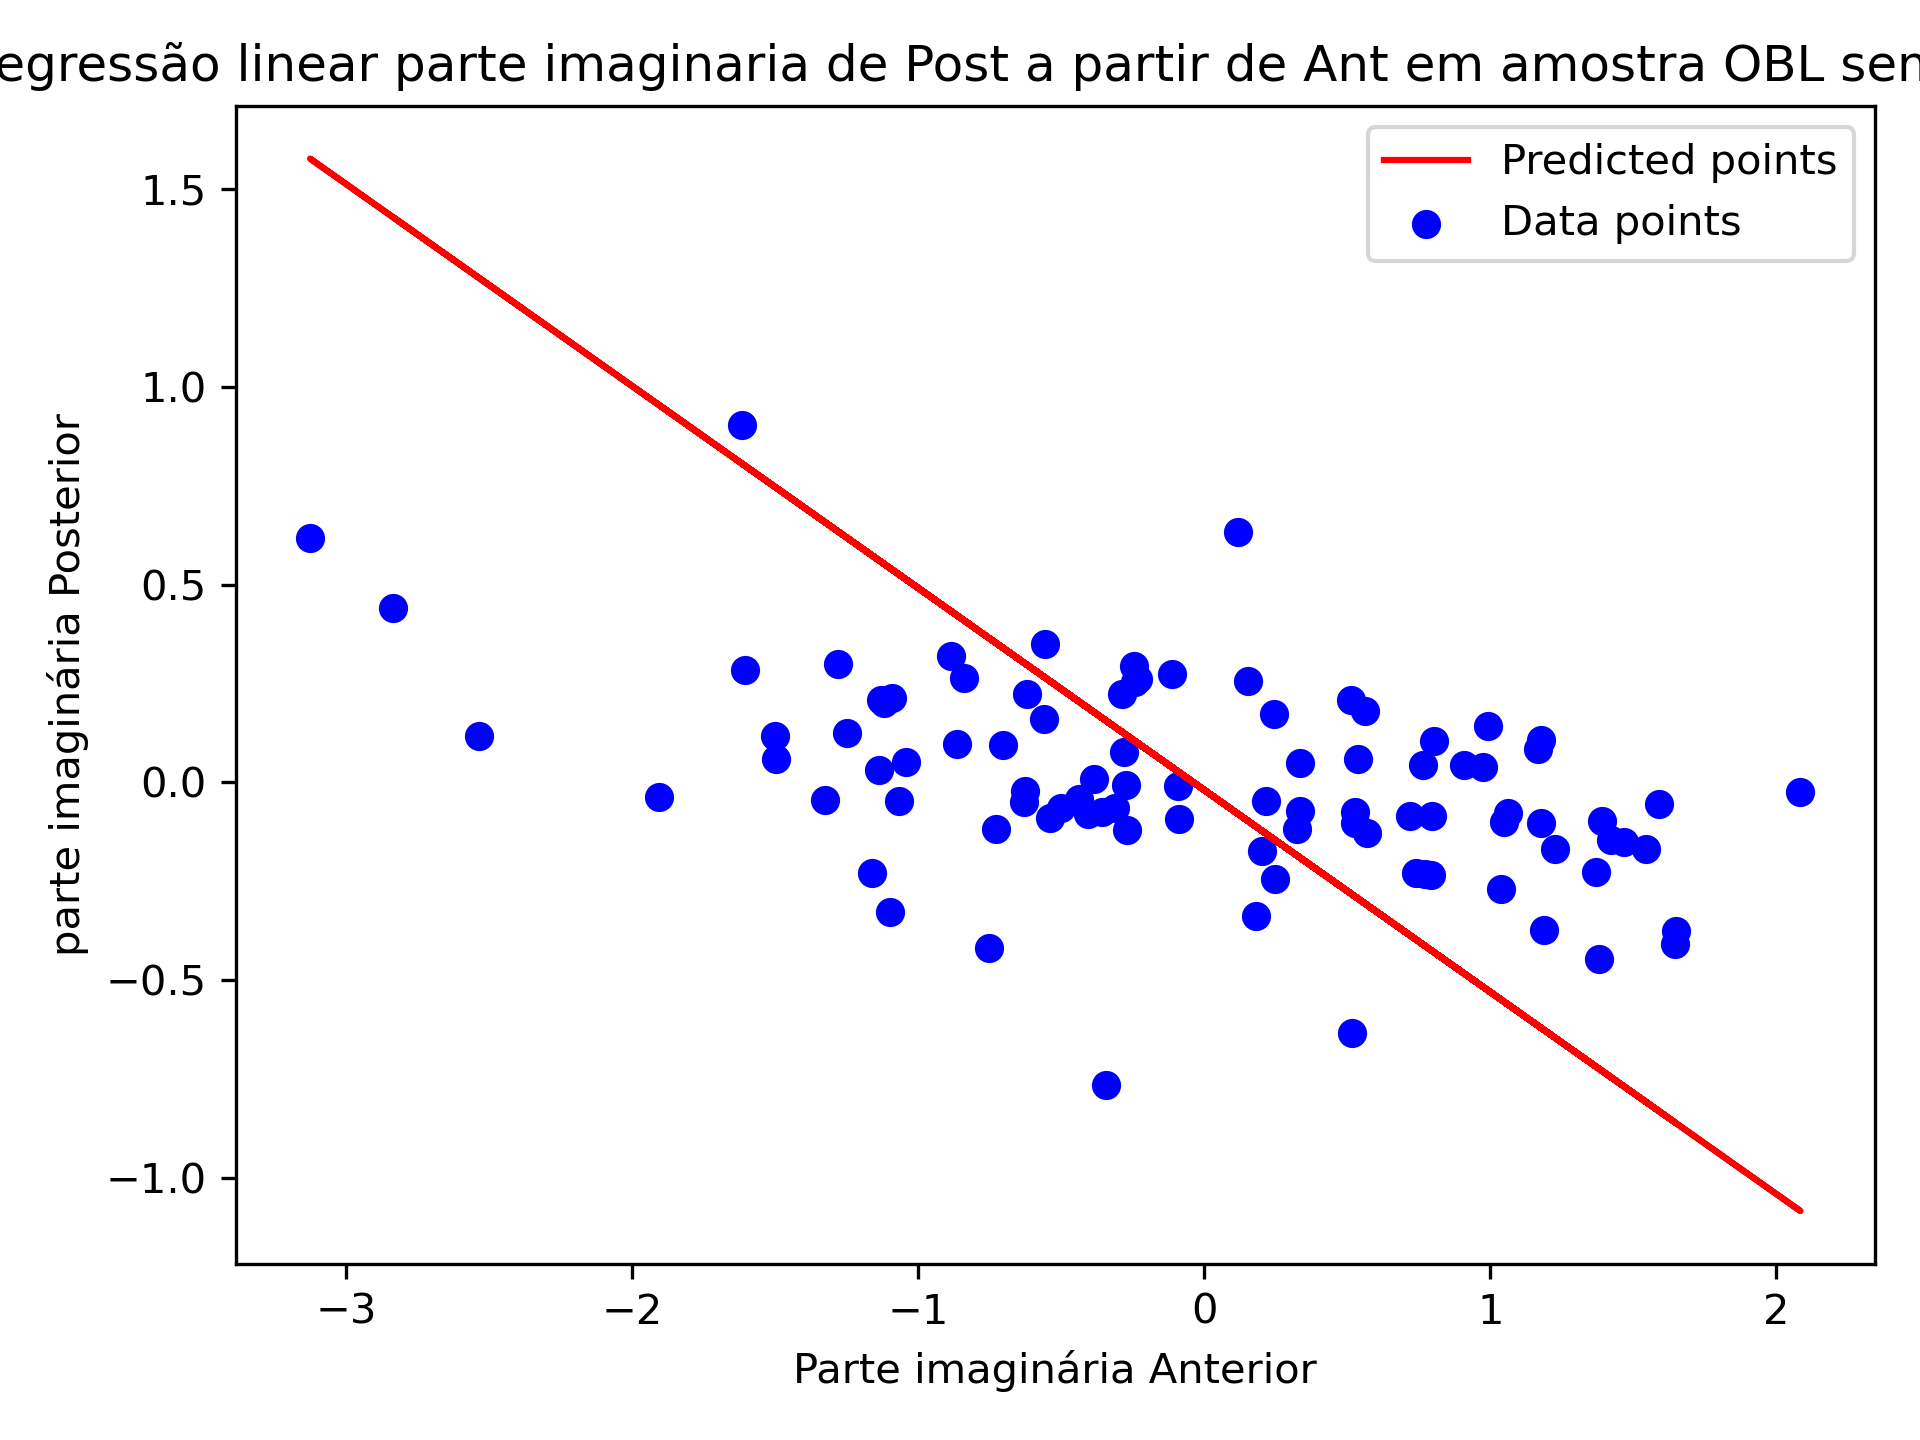 egressão linear parte imaginaria de Post a partir de Ant em amostra OBL
Predicted points
Data points
parte imaginária Posterior
1.5
1.0
0.5
0.0
−0.5
−1.0
−3
−2
−1
0
1
2
Parte imaginária Anterior